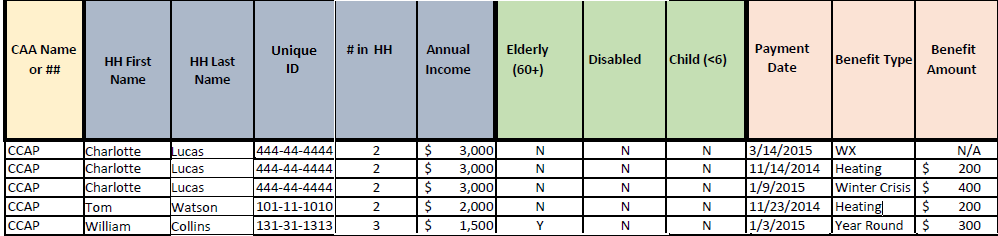 CAA Name or ## HH First Name HH Last Name Unique ID # in HH Annual Income Elderly (60+) Disabled Child (<6) Payment Date Benefit Type Benefit Amount
CCAP Charlotte Lucas 444-44-4444 2 $ 3,000 N N N 3/14/2015 WX N/A
CCAP Charlotte Lucas 444-44-4444 2 $ 3,000 N N N 11/14/2014 Heating $ 200
CCAP Charlotte Lucas 444-44-4444 2 $ 3,000 N N N 1/9/2015 Winter Crisis $ 400
CCAP Tom Watson 101-11-1010 2 $ 2,000 N N N 11/23/2014 Heating $ 200
CCAP William Collins 131-31-1313 3 $ 1,500 Y N N 1/3/2015 Year Round $ 300